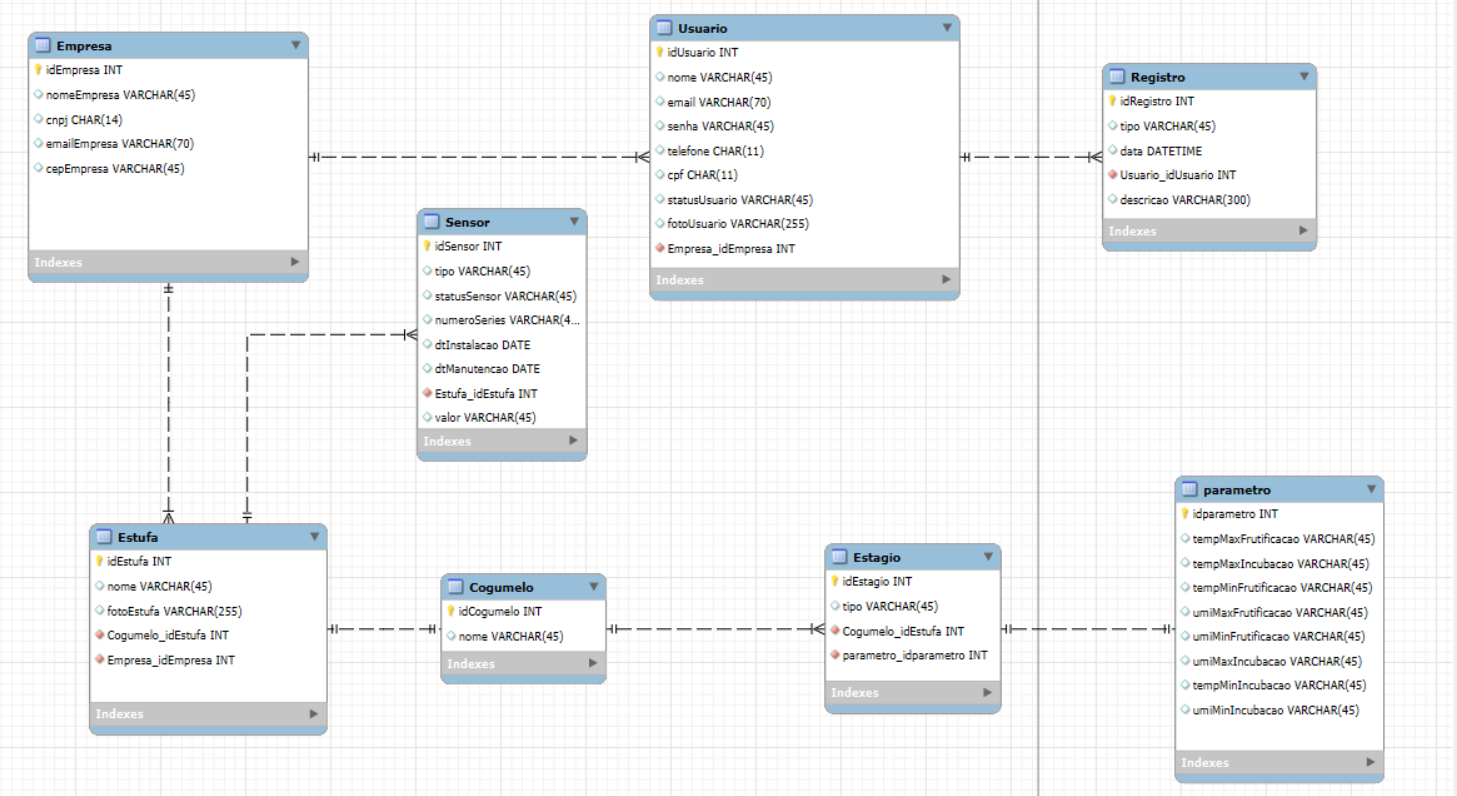 Empresa
idEmpresa INT
nomeEmpresa VARCHAR(45)
cnpj CHAR(14)
emailEmpresa VARCHAR(70)
cepEmpresa VARCHAR(45)
Indexes
Usuario
idUsuario INT
nome VARCHAR(45)
email VARCHAR(70)
senha VARCHAR(45)
telefone CHAR(11)
cpf CHAR(11)
statusUsuario VARCHAR(45)
fotoUsuario VARCHAR(255)
Empresa_idEmpresa INT
Indexes
Registro
idRegistro INT
tipo VARCHAR(45)
data DATETIME
Usuario_idUsuario INT
descricao VARCHAR(300)
Indexes
Sensor
idSensor INT
tipo VARCHAR(45)
statusSensor VARCHAR(45)
numeroSeries VARCHAR(4...
dtInstalacao DATE
dtManutencao DATE
Estufa_idEstufa INT
valor VARCHAR(45)
Indexes
Estufa
idEstufa INT
nome VARCHAR(45)
fotoEstufa VARCHAR(255)
Cogumelo_idEstufa INT
Empresa_idEmpresa INT
Indexes
Cogumelo
idCogumelo INT
nome VARCHAR(45)
Indexes
Estagio
idEstagio INT
tipo VARCHAR(45)
Cogumelo_idEstufa INT
parametro_idparametro INT
Indexes
parametro
idparametro INT
tempMaxFrutificacao VARCHAR(45)
tempMaxIncubacao VARCHAR(45)
tempMinFrutificacao VARCHAR(45)
umiMaxFrutificacao VARCHAR(45)
umiMinFrutificacao VARCHAR(45)
umiMaxIncubacao VARCHAR(45)
tempMinIncubacao VARCHAR(45)
umiMinIncubacao VARCHAR(45)
Indexes